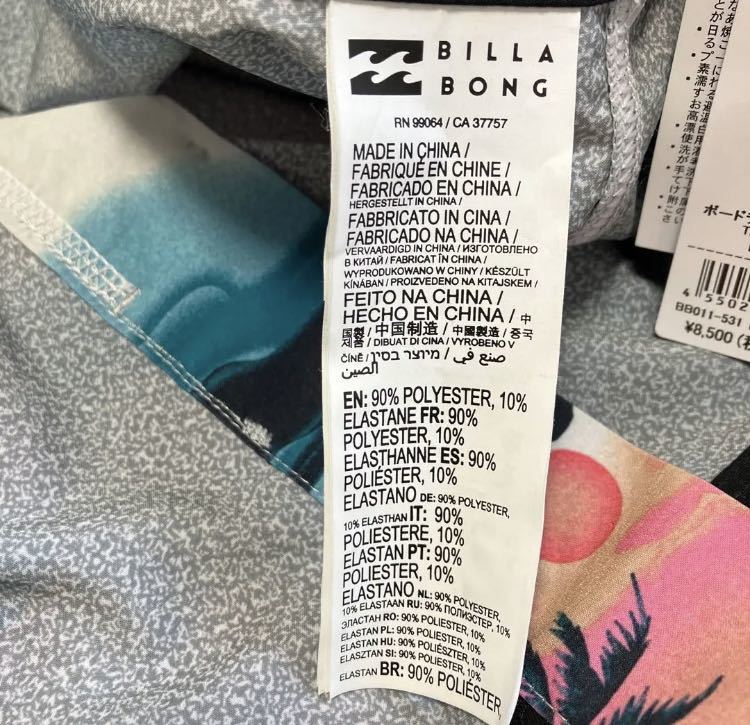 BILLA
BONG
RN 99064 / CA 37757
MADE IN CHINA /
FABRIQUÉ EN CHINE /
FABRICADO EN CHINA /
HERGESTELLT IN CHINA /
FABBRICATO IN CINA /
FABRICADO NA CHINA /
VERVAARDIGD IN CHINA / ИЗГОТОВЛЕНО
В КИТАЙ / FABRICAT ÎN CHINA /
WYPRODUKOWANO W CHINY / KÉSZÜLT
KÍNÁBAN / PROIZVEDENO NA KITAJSKEM /
FEITO NA CHINA /
HECHO EN CHINA / 中
国製 / 中国制造 / 中國製造 / 중국
제품 / DIBUAT DI CINA / VYROBENO V
ČÍNĚ / מיוצר בסין / صنع في
الصين
EN: 90% POLYESTER, 10%
ELASTANE FR: 90%
POLYESTER, 10%
ELASTHANNE ES: 90%
POLIÉSTER, 10%
ELASTANO DE: 90% POLYESTER,
10% ELASTHAN IT: 90%
POLIESTERE, 10%
ELASTAN PT: 90%
POLIESTER, 10%
ELASTANO NL: 90% POLYESTER,
10% ELASTAAN RU: 90% ПОЛИЭСТЕР, 10%
ЭЛАСТАН RO: 90% POLIESTER, 10%
ELASTAN PL: 90% POLIESTER, 10%
ELASTAN HU: 90% POLIÉSZTER, 10%
ELASZTAN SI: 90% POLIESTER, 10%
ELASTAN BR: 90% POLIÉSTER,
ボード
4 5502
BB011-531
¥8,500